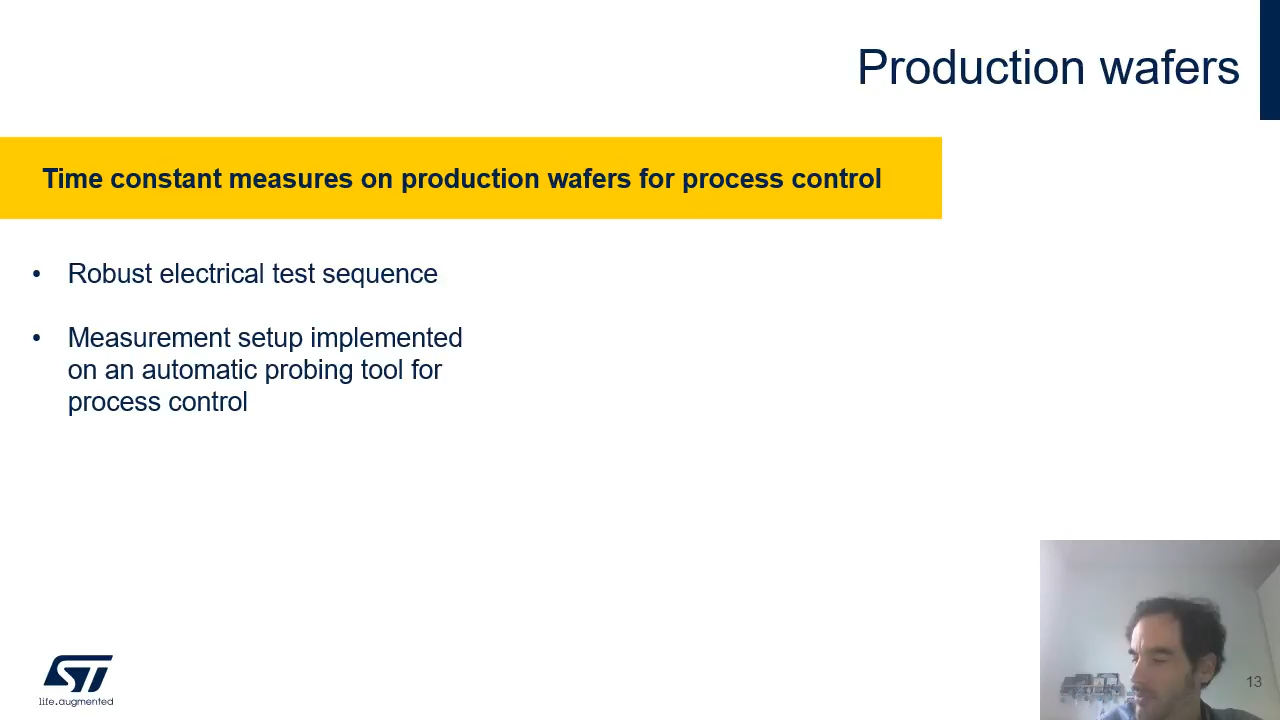 Production wafers
Time constant measures on production wafers for process control
• Robust electrical test sequence
• Measurement setup implemented
on an automatic probing tool for
process control
ST
life.augmented
13